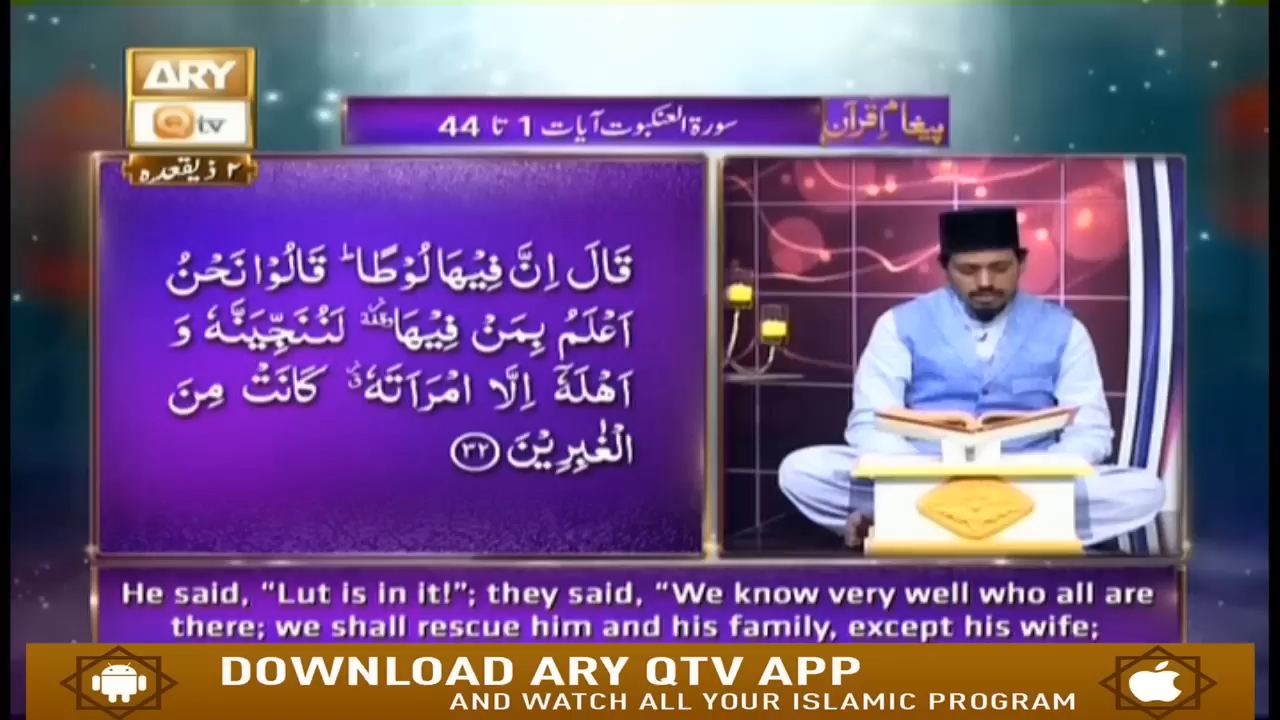 ARY
Qtv
سورۃ العنکبوت آیات 1 تا 44
پیغام قرآن
۲ ذیقعدہ
قَالَ اِنَّ فِیْهَا لُوْطًا ؕ قَالُوْا نَحْنُ
اَعْلَمُ بِمَنْ فِیْهَا ٙ۫ لَنُنَجِّیَنَّهٗ وَ
اَهْلَهٗۤ اِلَّا امْرَاَتَهٗ ٙ۫ كَانَتْ مِنَ
الْغٰبِرِیْنَ ﴿۳۲﴾
He said, “Lut is in it!”; they said, “We know very well who all are
there; we shall rescue him and his family, except his wife;
DOWNLOAD ARY QTV APP
AND WATCH ALL YOUR ISLAMIC PROGRAM